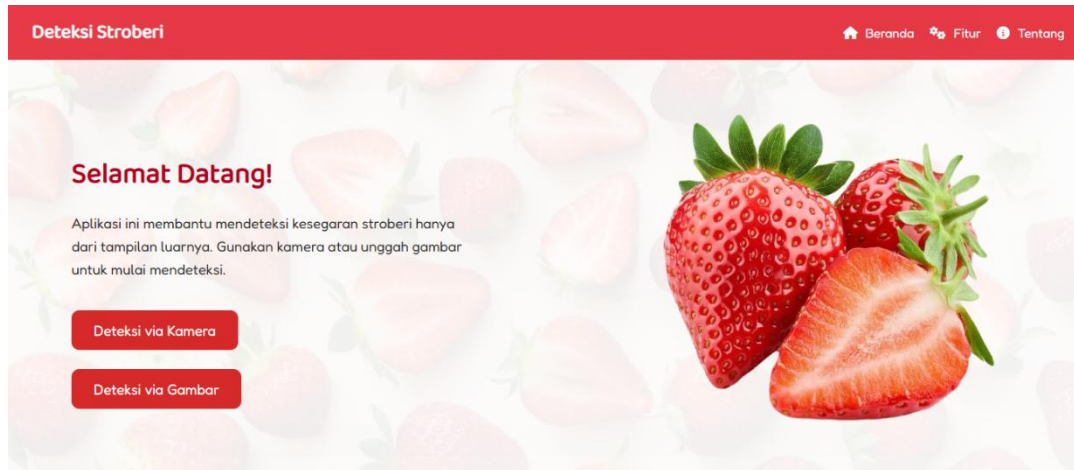 Deteksi Stroberi
Beranda Fitur Tentang
Selamat Datang!
Aplikasi ini membantu mendeteksi kesegaran stroberi hanya
dari tampilan luarnya. Gunakan kamera atau unggah gambar
untuk mulai mendeteksi.
Deteksi via Kamera
Deteksi via Gambar